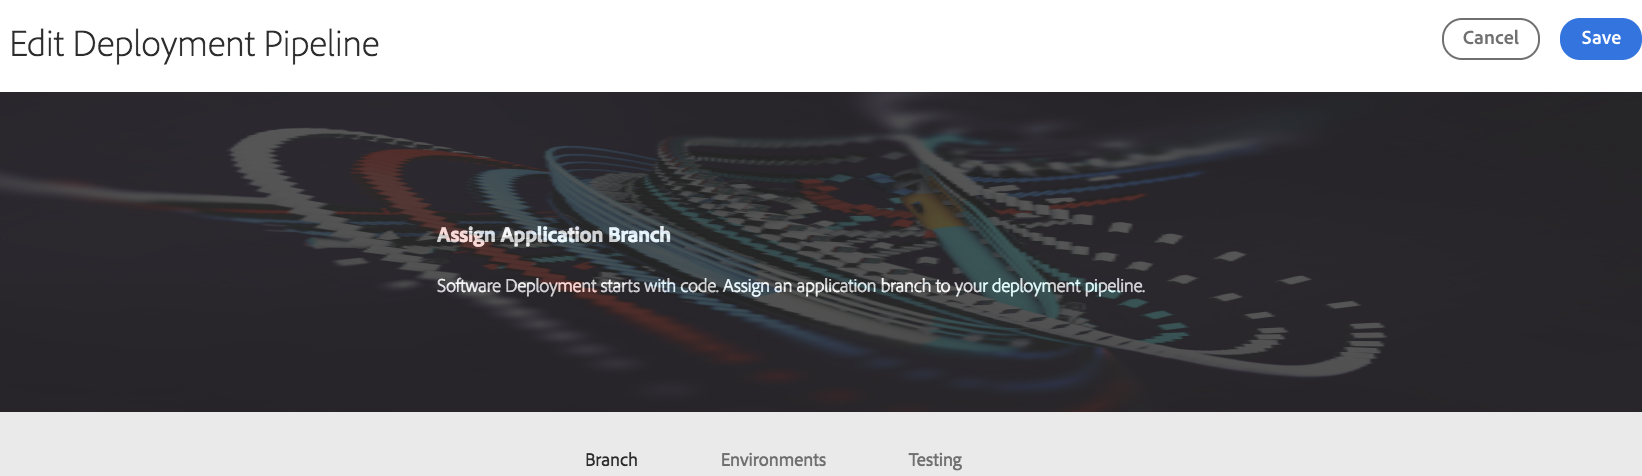 Edit Deployment Pipeline
Cancel
Save
Assign Application Branch
Software Deployment starts with code. Assign an application branch to your deployment pipeline.
Branch
Environments
Testing